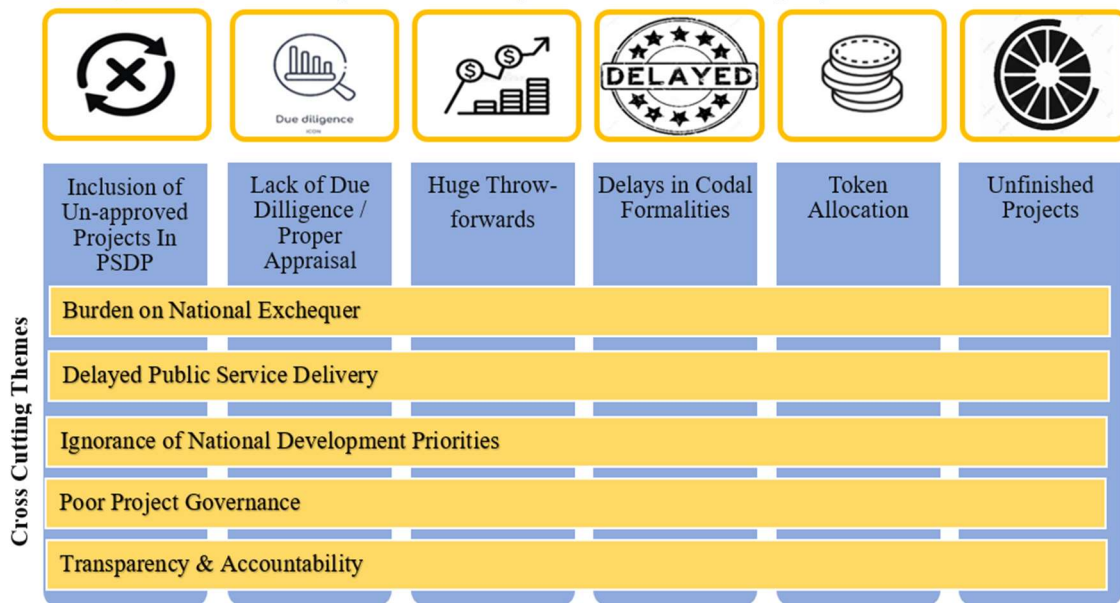 DELAYED
Due diligence
ICON
Inclusion of
Un-approved
Projects In
PSDP
Lack of Due
Dilligence /
Proper
Appraisal
Huge Throw-
forwards
Delays in Codal
Formalities
Token
Allocation
Unfinished
Projects
Cross Cutting Themes
Burden on National Exchequer
Delayed Public Service Delivery
Ignorance of National Development Priorities
Poor Project Governance
Transparency & Accountability